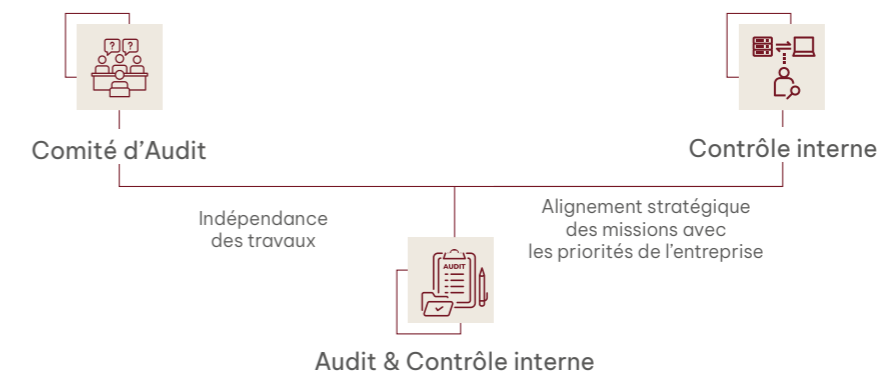 ? ?
Comité d’Audit
Contrôle interne
Indépendance
des travaux
Alignement stratégique
des missions avec
les priorités de l’entreprise
AUDIT
Audit & Contrôle interne